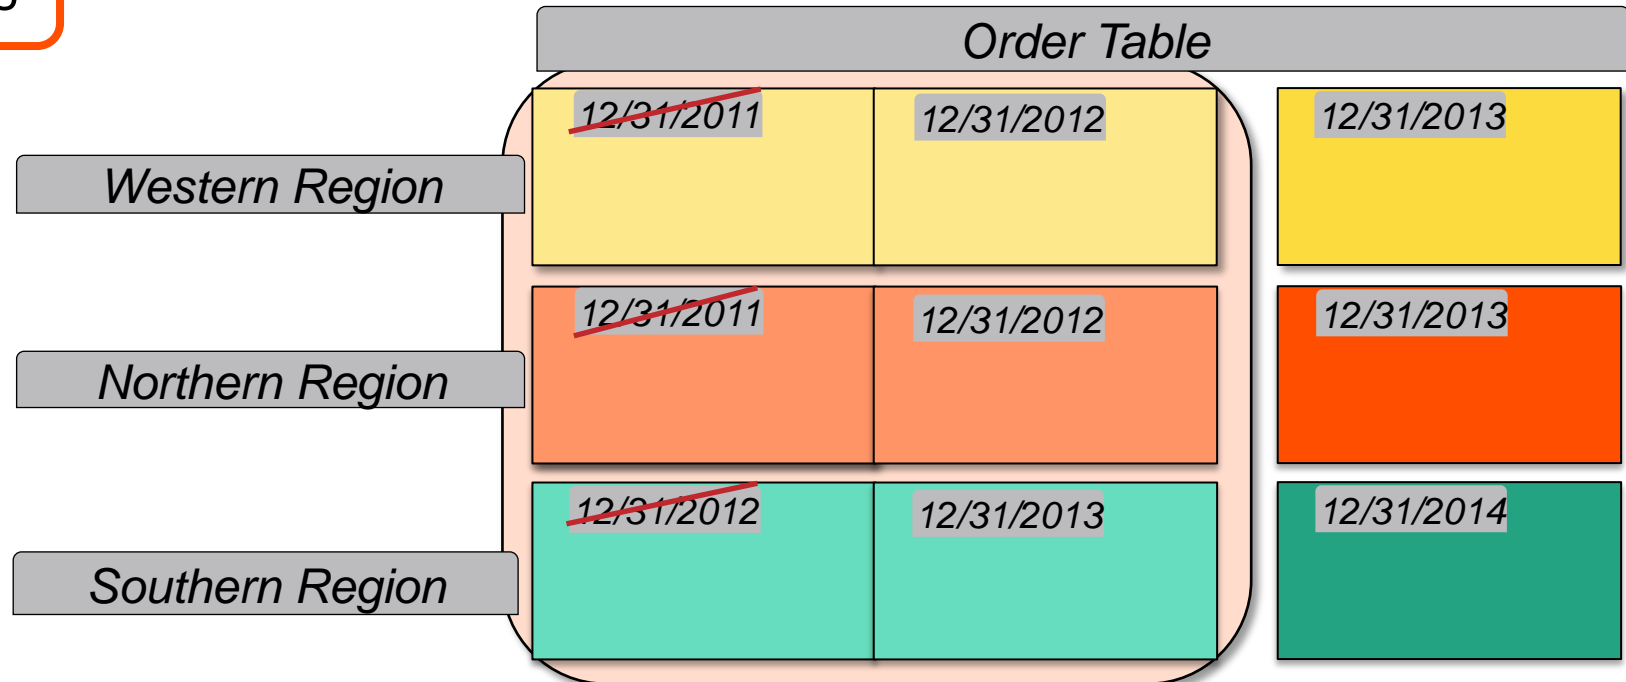 Order Table
12/31/2011 12/31/2012 12/31/2013
Western Region
12/31/2011 12/31/2012 12/31/2013
Northern Region
12/31/2012 12/31/2013 12/31/2014
Southern Region